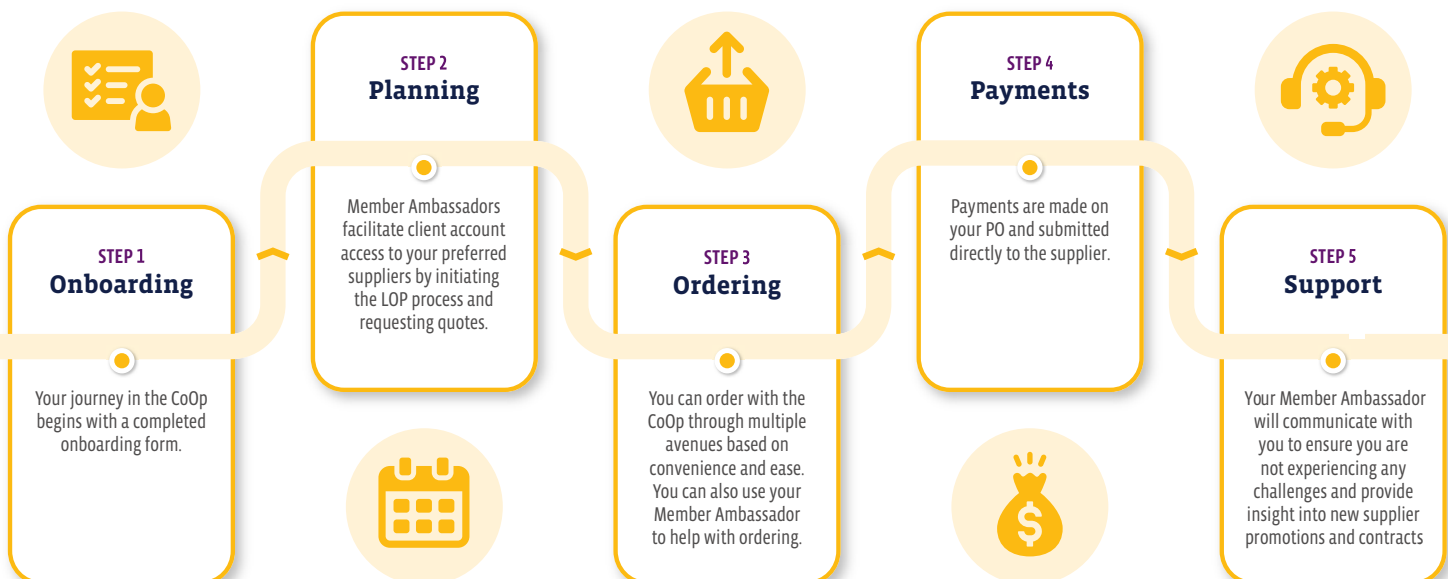 STEP 1
Onboarding
Your journey in the CoOp
begins with a completed
onboarding form.
STEP 2
Planning
Member Ambassadors
facilitate client account
access to your preferred
suppliers by initiating
the LOP process and
requesting quotes.
STEP 3
Ordering
You can order with the
CoOp through multiple
avenues based on
convenience and ease.
You can also use your
Member Ambassador
to help with ordering.
STEP 4
Payments
Payments are made on
your PO and submitted
directly to the supplier.
$
STEP 5
Support
Your Member Ambassador
will communicate with
you to ensure you are
not experiencing any
challenges and provide
insight into new supplier
promotions and contracts